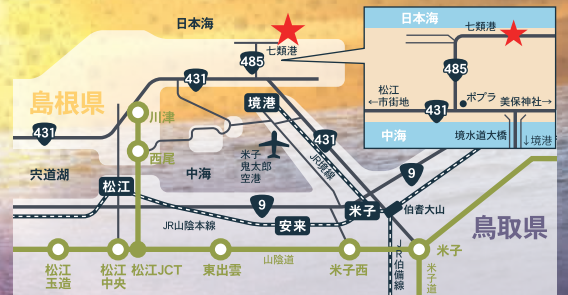 日本海
七類港
485
431
境港
島根県
431
川津
西尾
431
米子
鬼太郎
空港
JR境線
宍道湖
中海
松江
9
9
米子
伯耆大山
安来
JR山陰本線
鳥取県
JR伯備線
松江
玉造
松江
中央
松江JCT
東出雲
山陰道
米子西
米子
米子道
日本海
七類港
485
松江
←市街地
ポプラ
美保神社→
431
中海
境水道大橋
↓境港